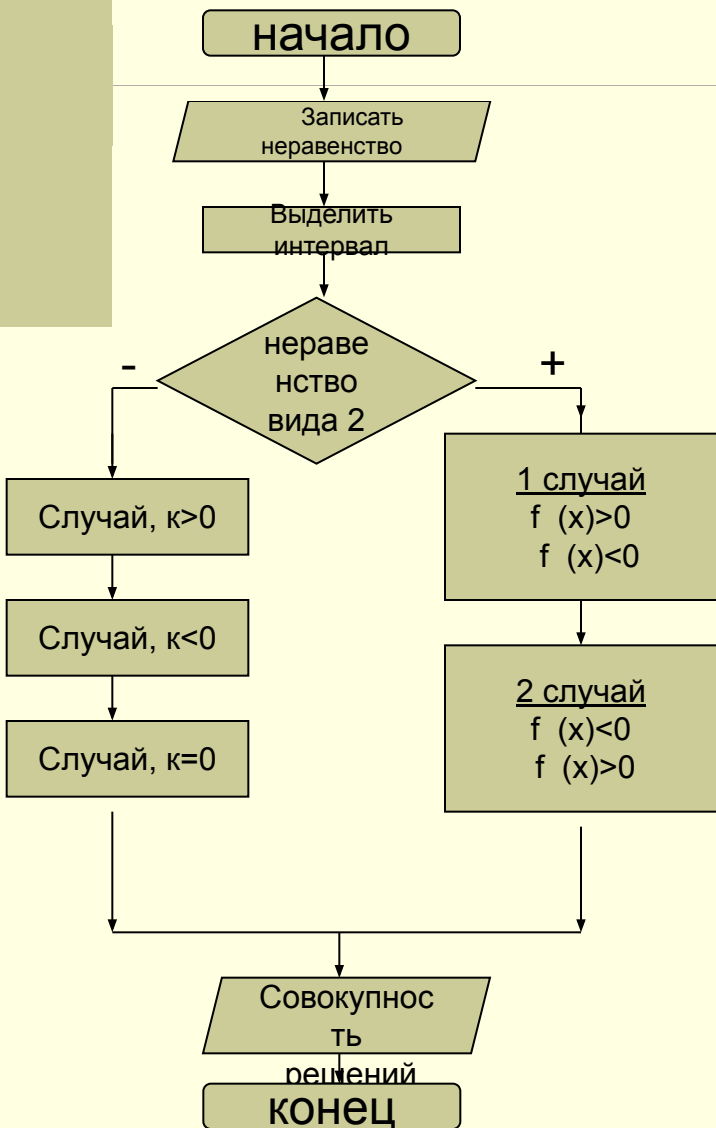 начало
Записать
неравенство
Выделить
интервал
нераве
нство
вида 2
-
+
Случай, к>0
Случай, к<0
Случай, к=0
1 случай
f (x)>0
f (x)<0
2 случай
f (x)<0
f (x)>0
Совокупнос
ть
решений
конец